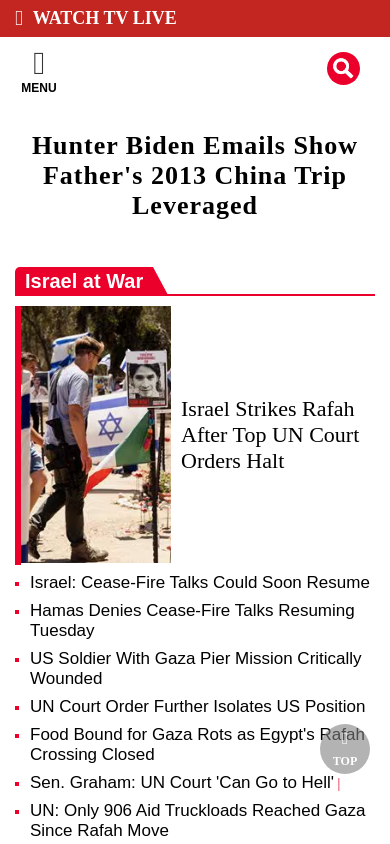 WATCH TV LIVE
MENU
Hunter Biden Emails Show
Father's 2013 China Trip
Leveraged
Israel at War
Israel Strikes Rafah
After Top UN Court
Orders Halt
Israel: Cease-Fire Talks Could Soon Resume
Hamas Denies Cease-Fire Talks Resuming
Tuesday
US Soldier With Gaza Pier Mission Critically
Wounded
UN Court Order Further Isolates US Position
Food Bound for Gaza Rots as Egypt's Rafah
Crossing Closed
Sen. Graham: UN Court 'Can Go to Hell' |
UN: Only 906 Aid Truckloads Reached Gaza
Since Rafah Move
TOP